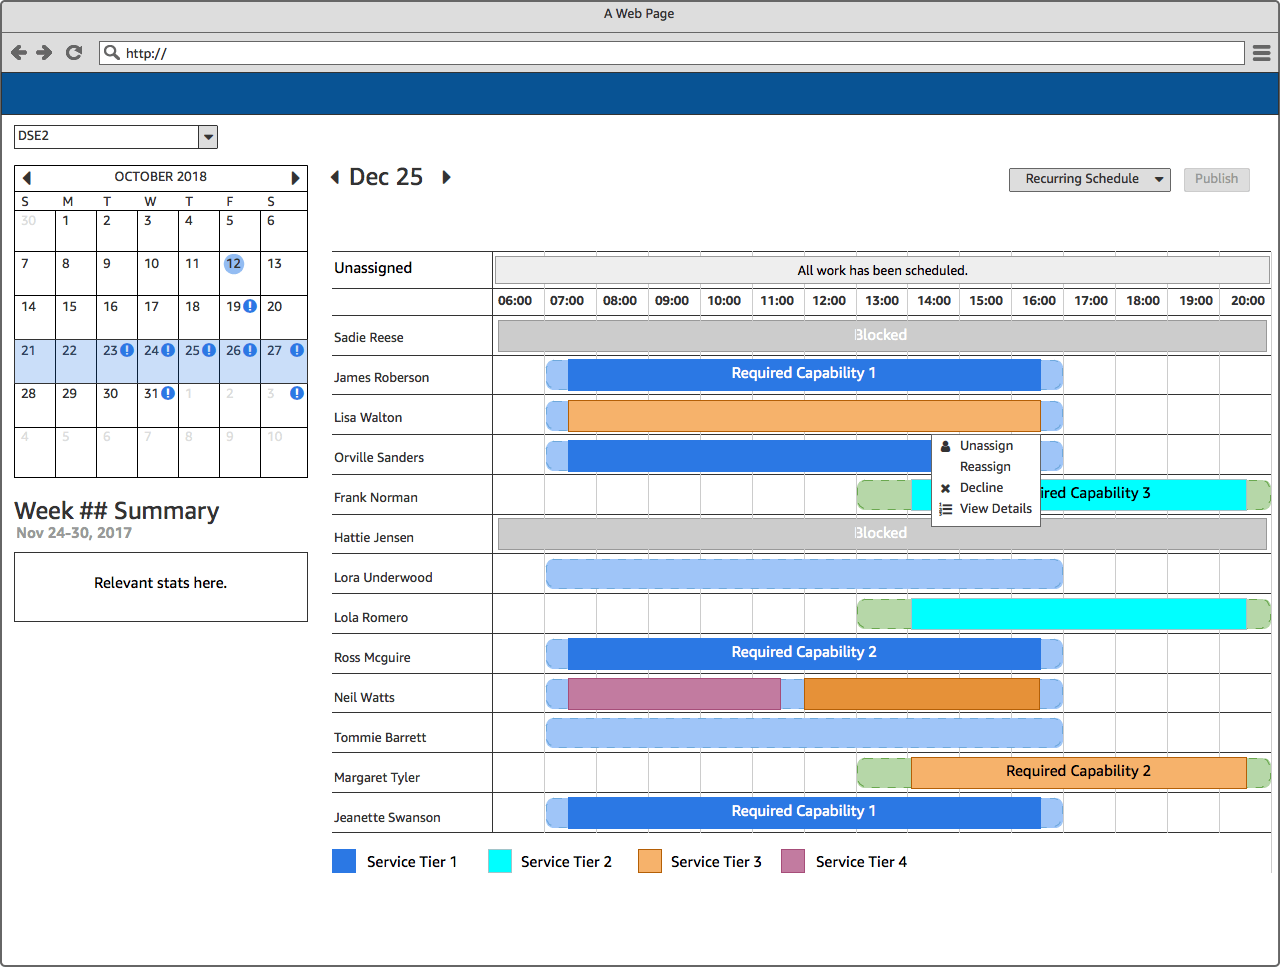 A Web Page
http://
DSE2
OCTOBER 2018
S M T W T F S
30 1 2 3 4 5 6
7 8 9 10 11 12 13
14 15 16 17 18 19 20
21 22 23 24 25 26 27
28 29 30 31 1 2 3
4 5 6 7 8 9 10
Week ## Summary
Nov 24-30, 2017
Relevant stats here.
Dec 25
Recurring Schedule
Publish
Unassigned
All work has been scheduled.
06:00 07:00 08:00 09:00 10:00 11:00 12:00 13:00 14:00 15:00 16:00 17:00 18:00 19:00 20:00
Sadie Reese
Blocked
James Roberson
Required Capability 1
Lisa Walton
Orville Sanders
Unassign
Reassign
Decline
View Details
Frank Norman
ired Capability 3
Hattie Jensen
Blocked
Lora Underwood
Lola Romero
Ross Mcguire
Required Capability 2
Neil Watts
Tommie Barrett
Margaret Tyler
Required Capability 2
Jeanette Swanson
Required Capability 1
Service Tier 1
Service Tier 2
Service Tier 3
Service Tier 4